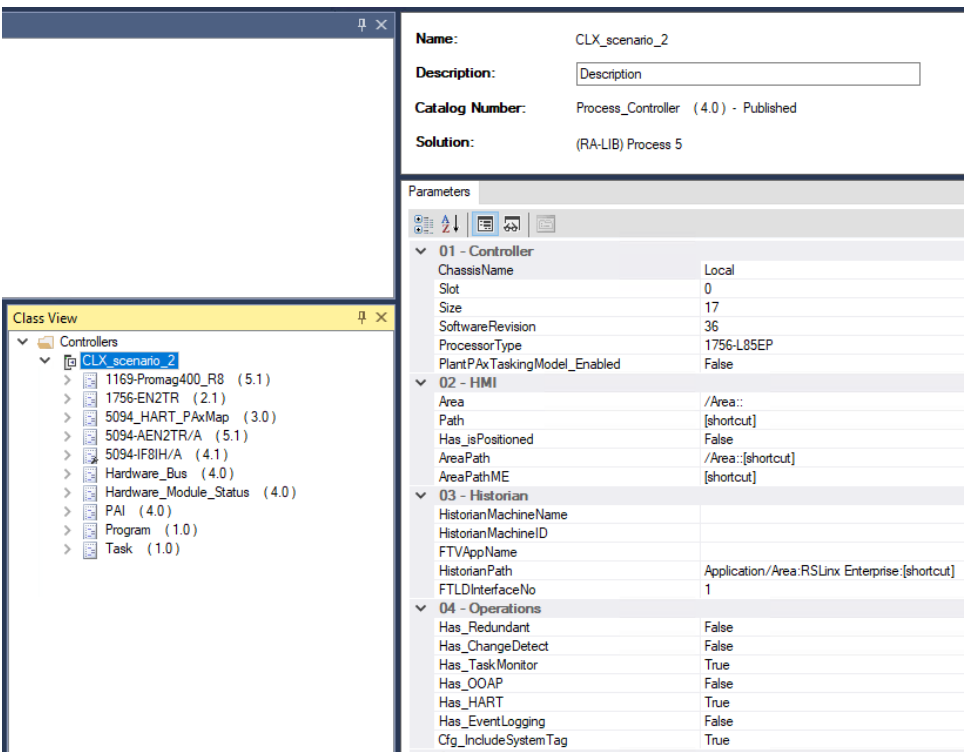 Name: CLX_scenario_2
Description: Description
Catalog Number: Process_Controller (4.0) - Published
Solution: (RA-LIB) Process 5
Parameters
01 - Controller
ChassisName Local
Slot 0
Size 17
SoftwareRevision 36
ProcessorType 1756-L85EP
PlantPAxTaskingModel_Enabled False
02 - HMI
Area /Area::
Path [shortcut]
Has_isPositioned False
AreaPath /Area::[shortcut]
AreaPathME [shortcut]
03 - Historian
HistorianMachineName
HistorianMachineID
FTVAppName
HistorianPath Application/Area:RSLinx Enterprise:[shortcut]
FTLDInterfaceNo 1
04 - Operations
Has_Redundant False
Has_ChangeDetect False
Has_TaskMonitor True
Has_OOAP False
Has_HART True
Has_EventLogging False
Cfg_IncludeSystemTag True
Class View
Controllers
CLX_scenario_2
1169-Promag400_R8 (5.1)
1756-EN2TR (2.1)
5094_HART_PAxMap (3.0)
5094-AEN2TR/A (5.1)
5094-IF8IH/A (4.1)
Hardware_Bus (4.0)
Hardware_Module_Status (4.0)
PAI (4.0)
Program (1.0)
Task (1.0)